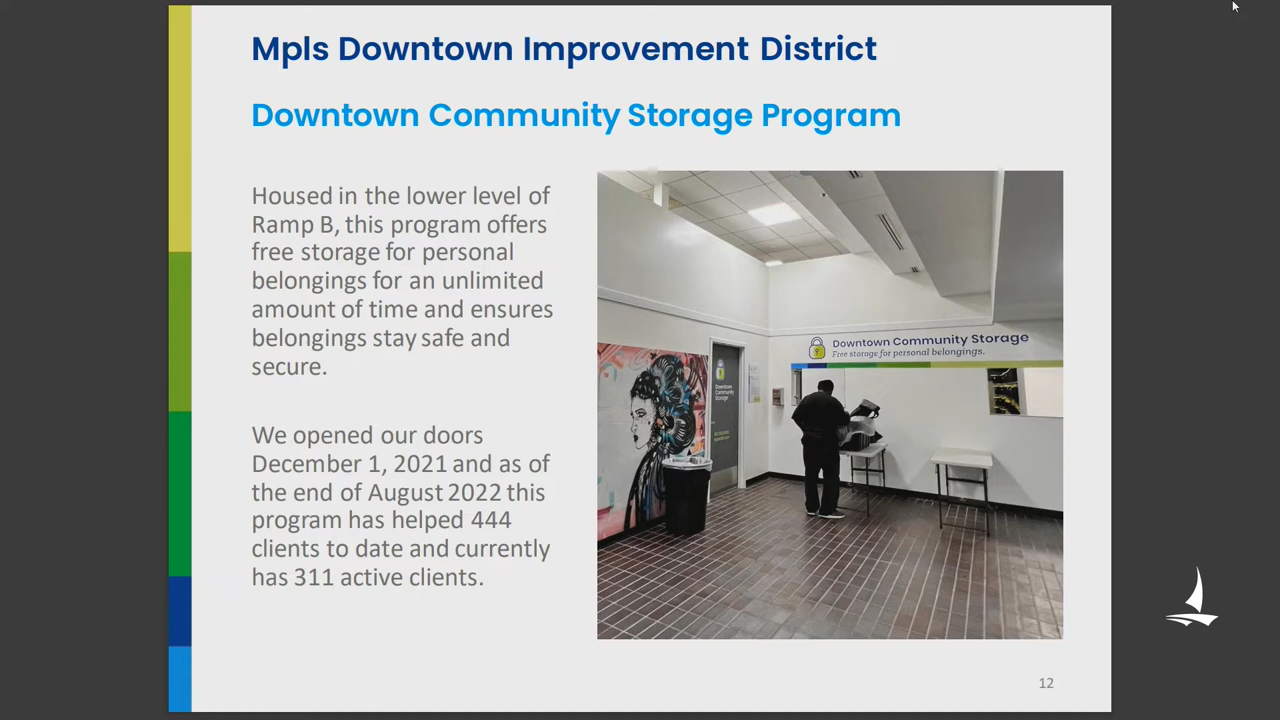 Mpls Downtown Improvement District
Downtown Community Storage Program
Housed in the lower level of
Ramp B, this program offers
free storage for personal
belongings for an unlimited
amount of time and ensures
belongings stay safe and
secure.
We opened our doors
December 1, 2021 and as of
the end of August 2022 this
program has helped 444
clients to date and currently
has 311 active clients.
Downtown Community Storage
Free storage for personal belongings.
Downtown
Community
Storage
12